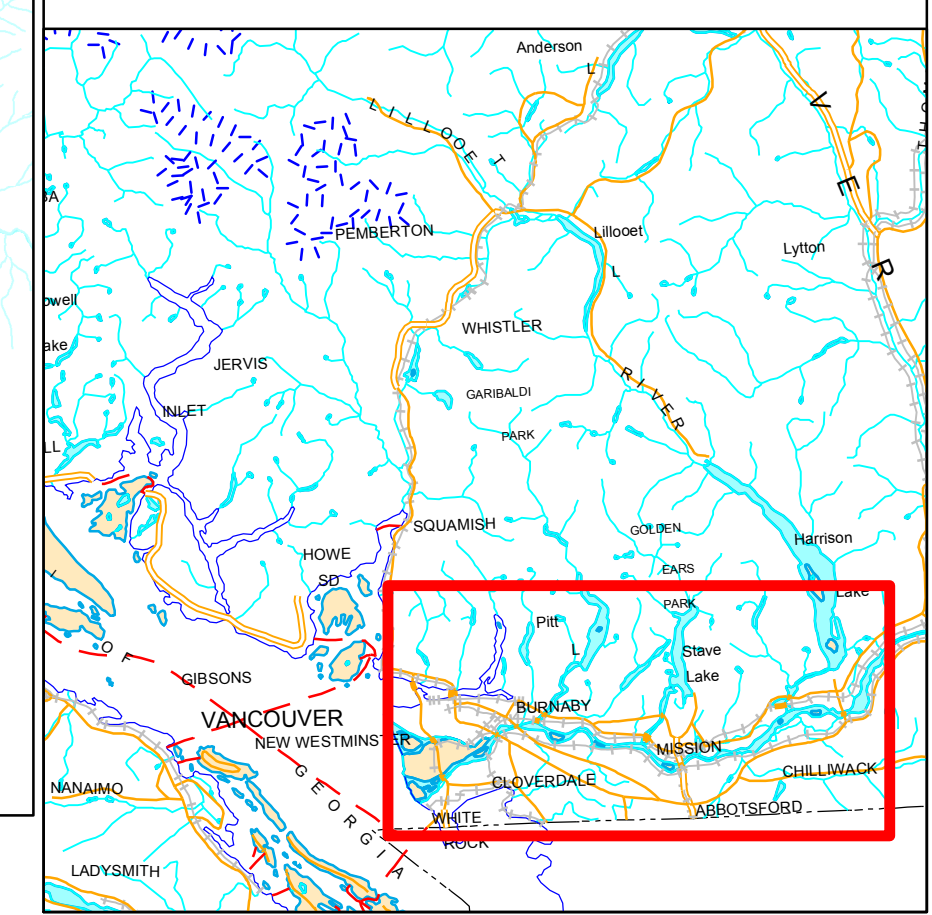 Anderson
L
LILLOOET
V
E
R
BA
PEMBERTON
Lillooet
L
Lytton
owell
ake
WHISTLER
JERVIS
GARIBALDI
INLET
PARK
RIVER
LL
SQUAMISH
GOLDEN
Harrison
HOWE
SD
EARS
PARK
Lake
Pitt
L
Stave
Lake
OF
GIBSONS
VANCOUVER
BURNABY
NEW WESTMINSTER
MISSION
GEORGIA
CLOVERDALE
CHILLIWACK
NANAIMO
ABBOTSFORD
WHITE
ROCK
LADYSMITH